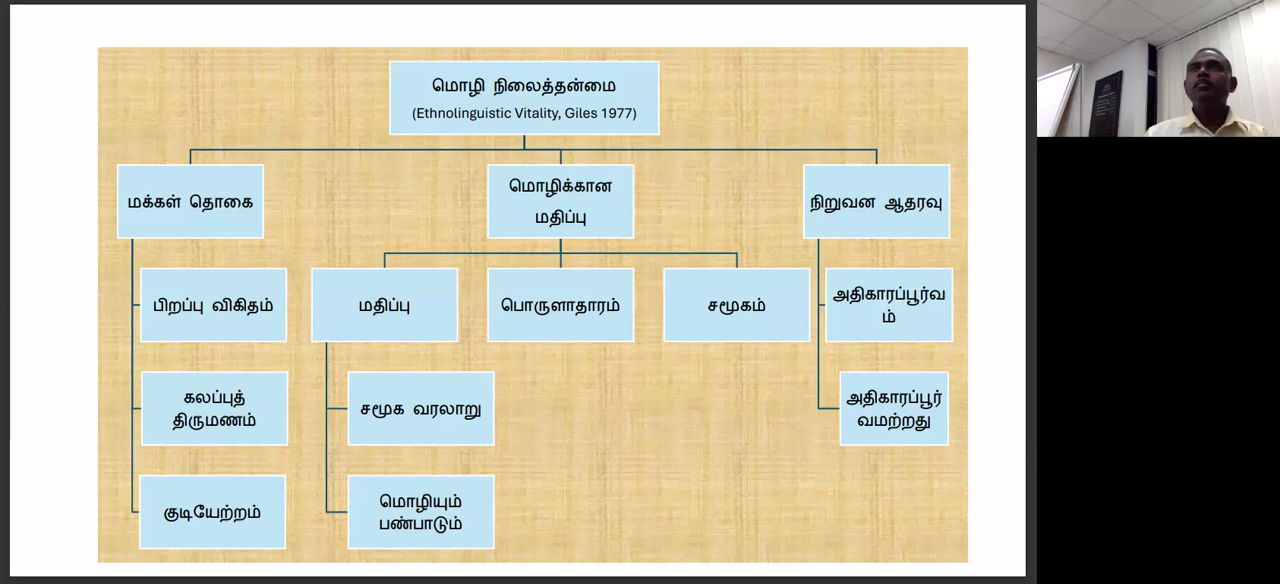 மொழி நிலைத்தன்மை
(Ethnolinguistic Vitality, Giles 1977)
மக்கள் தொகை
மொழிக்கான
மதிப்பு
நிறுவன ஆதரவு
பிறப்பு விகிதம்
மதிப்பு
பொருளாதாரம்
சமூகம்
அதிகாரப்பூர்வ
ம்
கலப்புத்
திருமணம்
சமூக வரலாறு
அதிகாரப்பூர்
வமற்றது
குடியேற்றம்
மொழியும்
பண்பாடும்